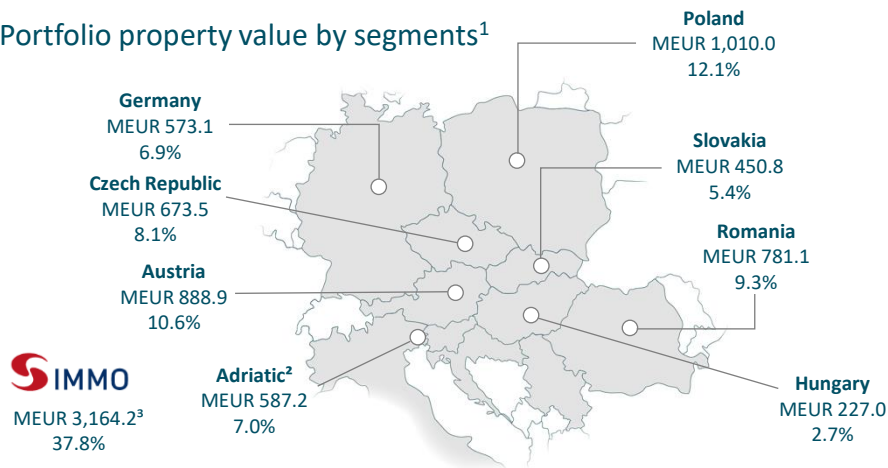 Portfolio property value by segments¹
Poland
MEUR 1,010.0
12.1%
Germany
MEUR 573.1
6.9%
Slovakia
MEUR 450.8
5.4%
Czech Republic
MEUR 673.5
8.1%
Romania
MEUR 781.1
9.3%
Austria
MEUR 888.9
10.6%
S IMMO
MEUR 3,164.2³
37.8%
Adriatic²
MEUR 587.2
7.0%
Hungary
MEUR 227.0
2.7%